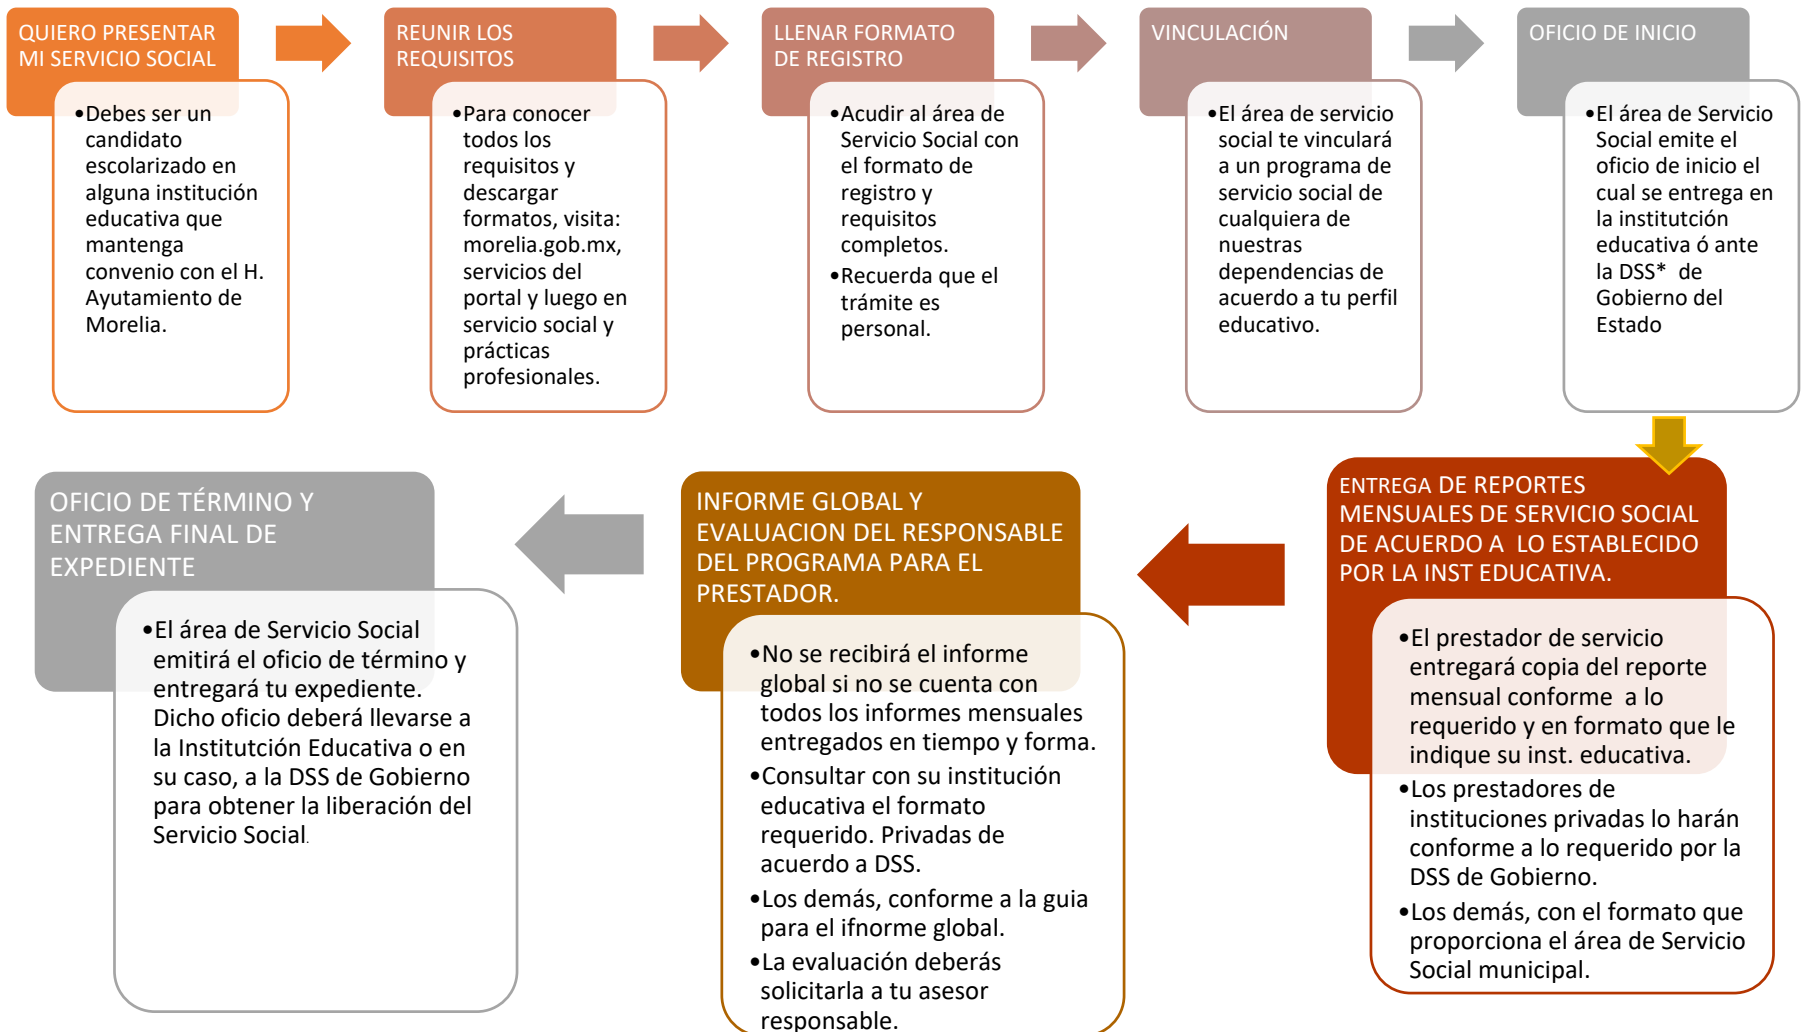 QUIERO PRESENTAR
MI SERVICIO SOCIAL
•Debes ser un
candidato
escolarizado en
alguna institución
educativa que
mantenga
convenio con el H.
Ayutamiento de
Morelia.
REUNIR LOS
REQUISITOS
•Para conocer
todos los
requisitos y
descargar
formatos, visita:
morelia.gob.mx,
servicios del
portal y luego en
servicio social y
prácticas
profesionales.
LLENAR FORMATO
DE REGISTRO
•Acudir al área de
Servicio Social con
el formato de
registro y
requisitos
completos.
•Recuerda que el
trámite es
personal.
VINCULACIÓN
•El área de servicio
social te vinculará
a un programa de
servicio social de
cualquiera de
nuestras
dependencias de
acuerdo a tu perfil
educativo.
OFICIO DE INICIO
•El área de Servicio
Social emite el
oficio de inicio el
cual se entrega en
la institutción
educativa ó ante
la DSS* de
Gobierno del
Estado
ENTREGA DE REPORTES
MENSUALES DE SERVICIO SOCIAL
DE ACUERDO A LO ESTABLECIDO
POR LA INST EDUCATIVA.
•El prestador de servicio
entregará copia del reporte
mensual conforme a lo
requerido y en formato que le
indique su inst. educativa.
•Los prestadores de
instituciones privadas lo harán
conforme a lo requerido por la
DSS de Gobierno.
•Los demás, con el formato que
proporciona el área de Servicio
Social municipal.
INFORME GLOBAL Y
EVALUACION DEL RESPONSABLE
DEL PROGRAMA PARA EL
PRESTADOR.
•No se recibirá el informe
global si no se cuenta con
todos los informes mensuales
entregados en tiempo y forma.
•Consultar con su institución
educativa el formato
requerido. Privadas de
acuerdo a DSS.
•Los demás, conforme a la guia
para el ifnorme global.
•La evaluación deberás
solicitarla a tu asesor
responsable.
OFICIO DE TÉRMINO Y
ENTREGA FINAL DE
EXPEDIENTE
•El área de Servicio Social
emitirá el oficio de término y
entregará tu expediente.
Dicho oficio deberá llevarse a
la Institutción Educativa o en
su caso, a la DSS de Gobierno
para obtener la liberación del
Servicio Social.